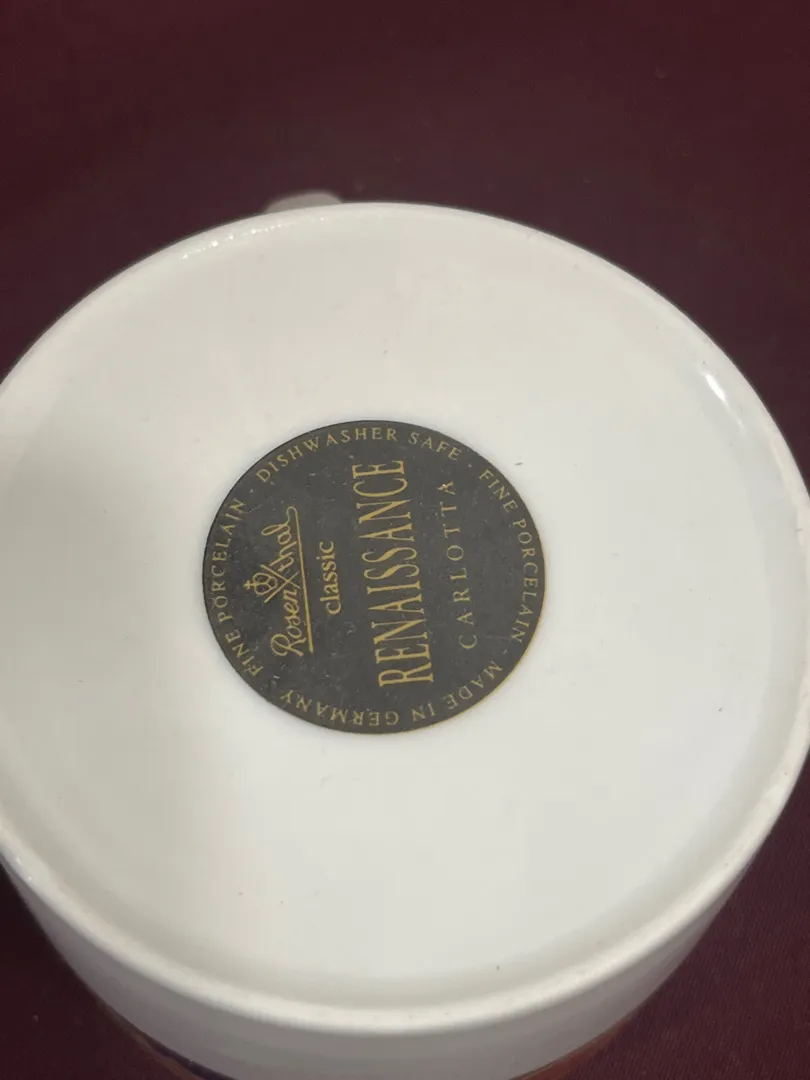 Rosenthal
classic
RENAISSANCE
CARLOTTA
FINE PORCELAIN · DISHWASHER SAFE · FINE PORCELAIN · MADE IN GERMANY ·